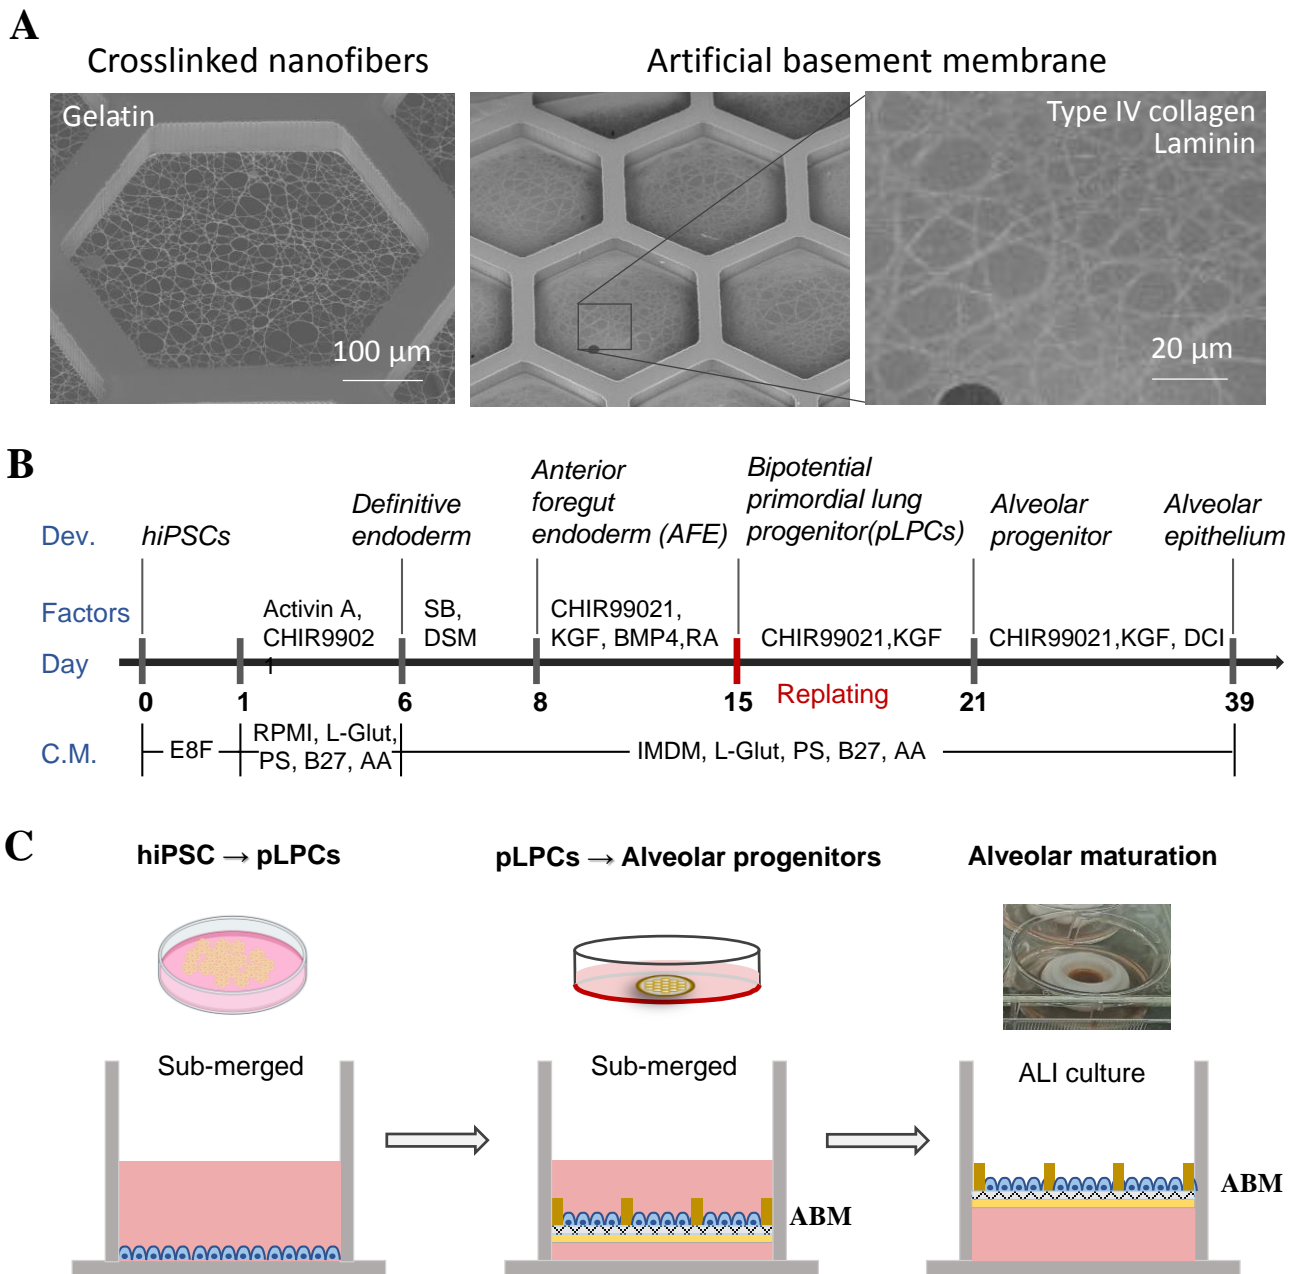 A
Crosslinked nanofibers
Artificial basement membrane
Gelatin
100 μm
Type IV collagen
Laminin
20 μm
B
Dev.
hiPSCs
Definitive
endoderm
Anterior
foregut
endoderm (AFE)
Bipotential
primordial lung
progenitor(pLPCs)
Alveolar
progenitor
Alveolar
epithelium
Factors
Activin A,
CHIR9902
1
SB,
DSM
CHIR99021,
KGF, BMP4,RA
CHIR99021,KGF
CHIR99021,KGF, DCI
Day
0
1
6
8
15
Replating
21
39
C.M.
E8F
RPMI, L-Glut,
PS, B27, AA
IMDM, L-Glut, PS, B27, AA
C
hiPSC → pLPCs
pLPCs → Alveolar progenitors
Alveolar maturation
Sub-merged
Sub-merged
ALI culture
ABM
ABM